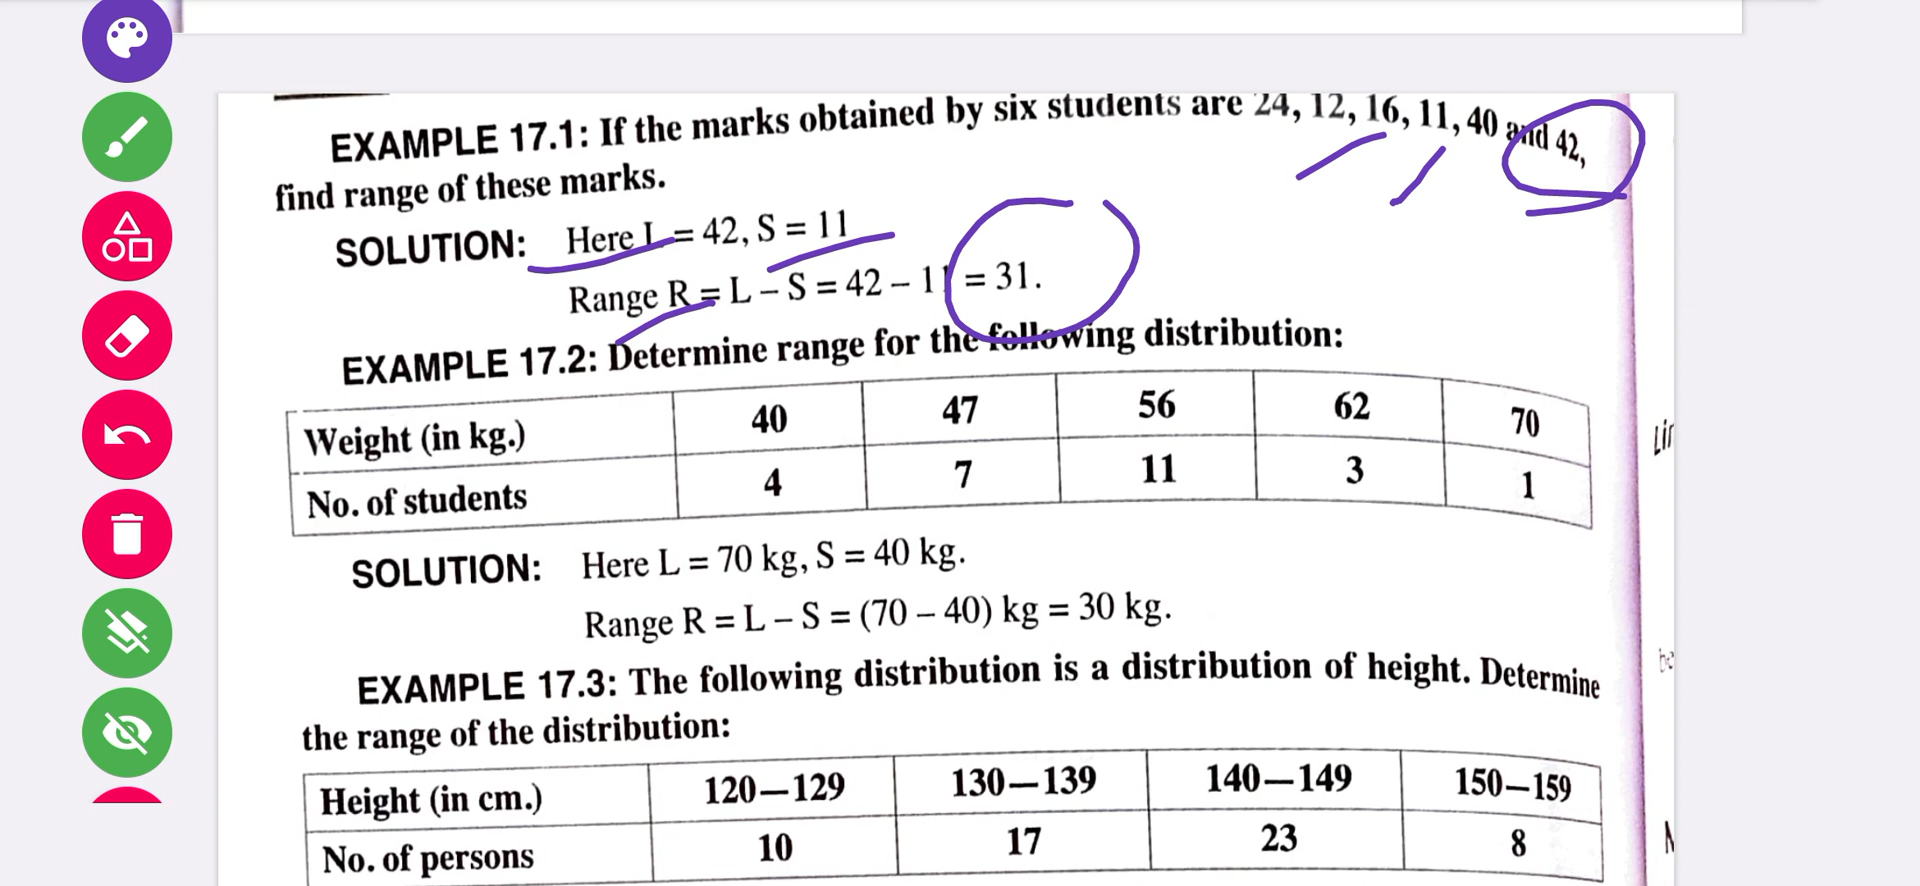 EXAMPLE 17.1: If the marks obtained by six students are 24, 12, 16, 11, 40 and 42,
find range of these marks.
SOLUTION: Here L = 42, S = 11
Range R = L – S = 42 – 11 = 31.
EXAMPLE 17.2: Determine range for the following distribution:
Weight (in kg.) 40 47 56 62 70
No. of students 4 7 11 3 1
SOLUTION: Here L = 70 kg, S = 40 kg.
Range R = L – S = (70 – 40) kg = 30 kg.
EXAMPLE 17.3: The following distribution is a distribution of height. Determine
the range of the distribution:
Height (in cm.) 120—129 130—139 140—149 150—159
No. of persons 10 17 23 8